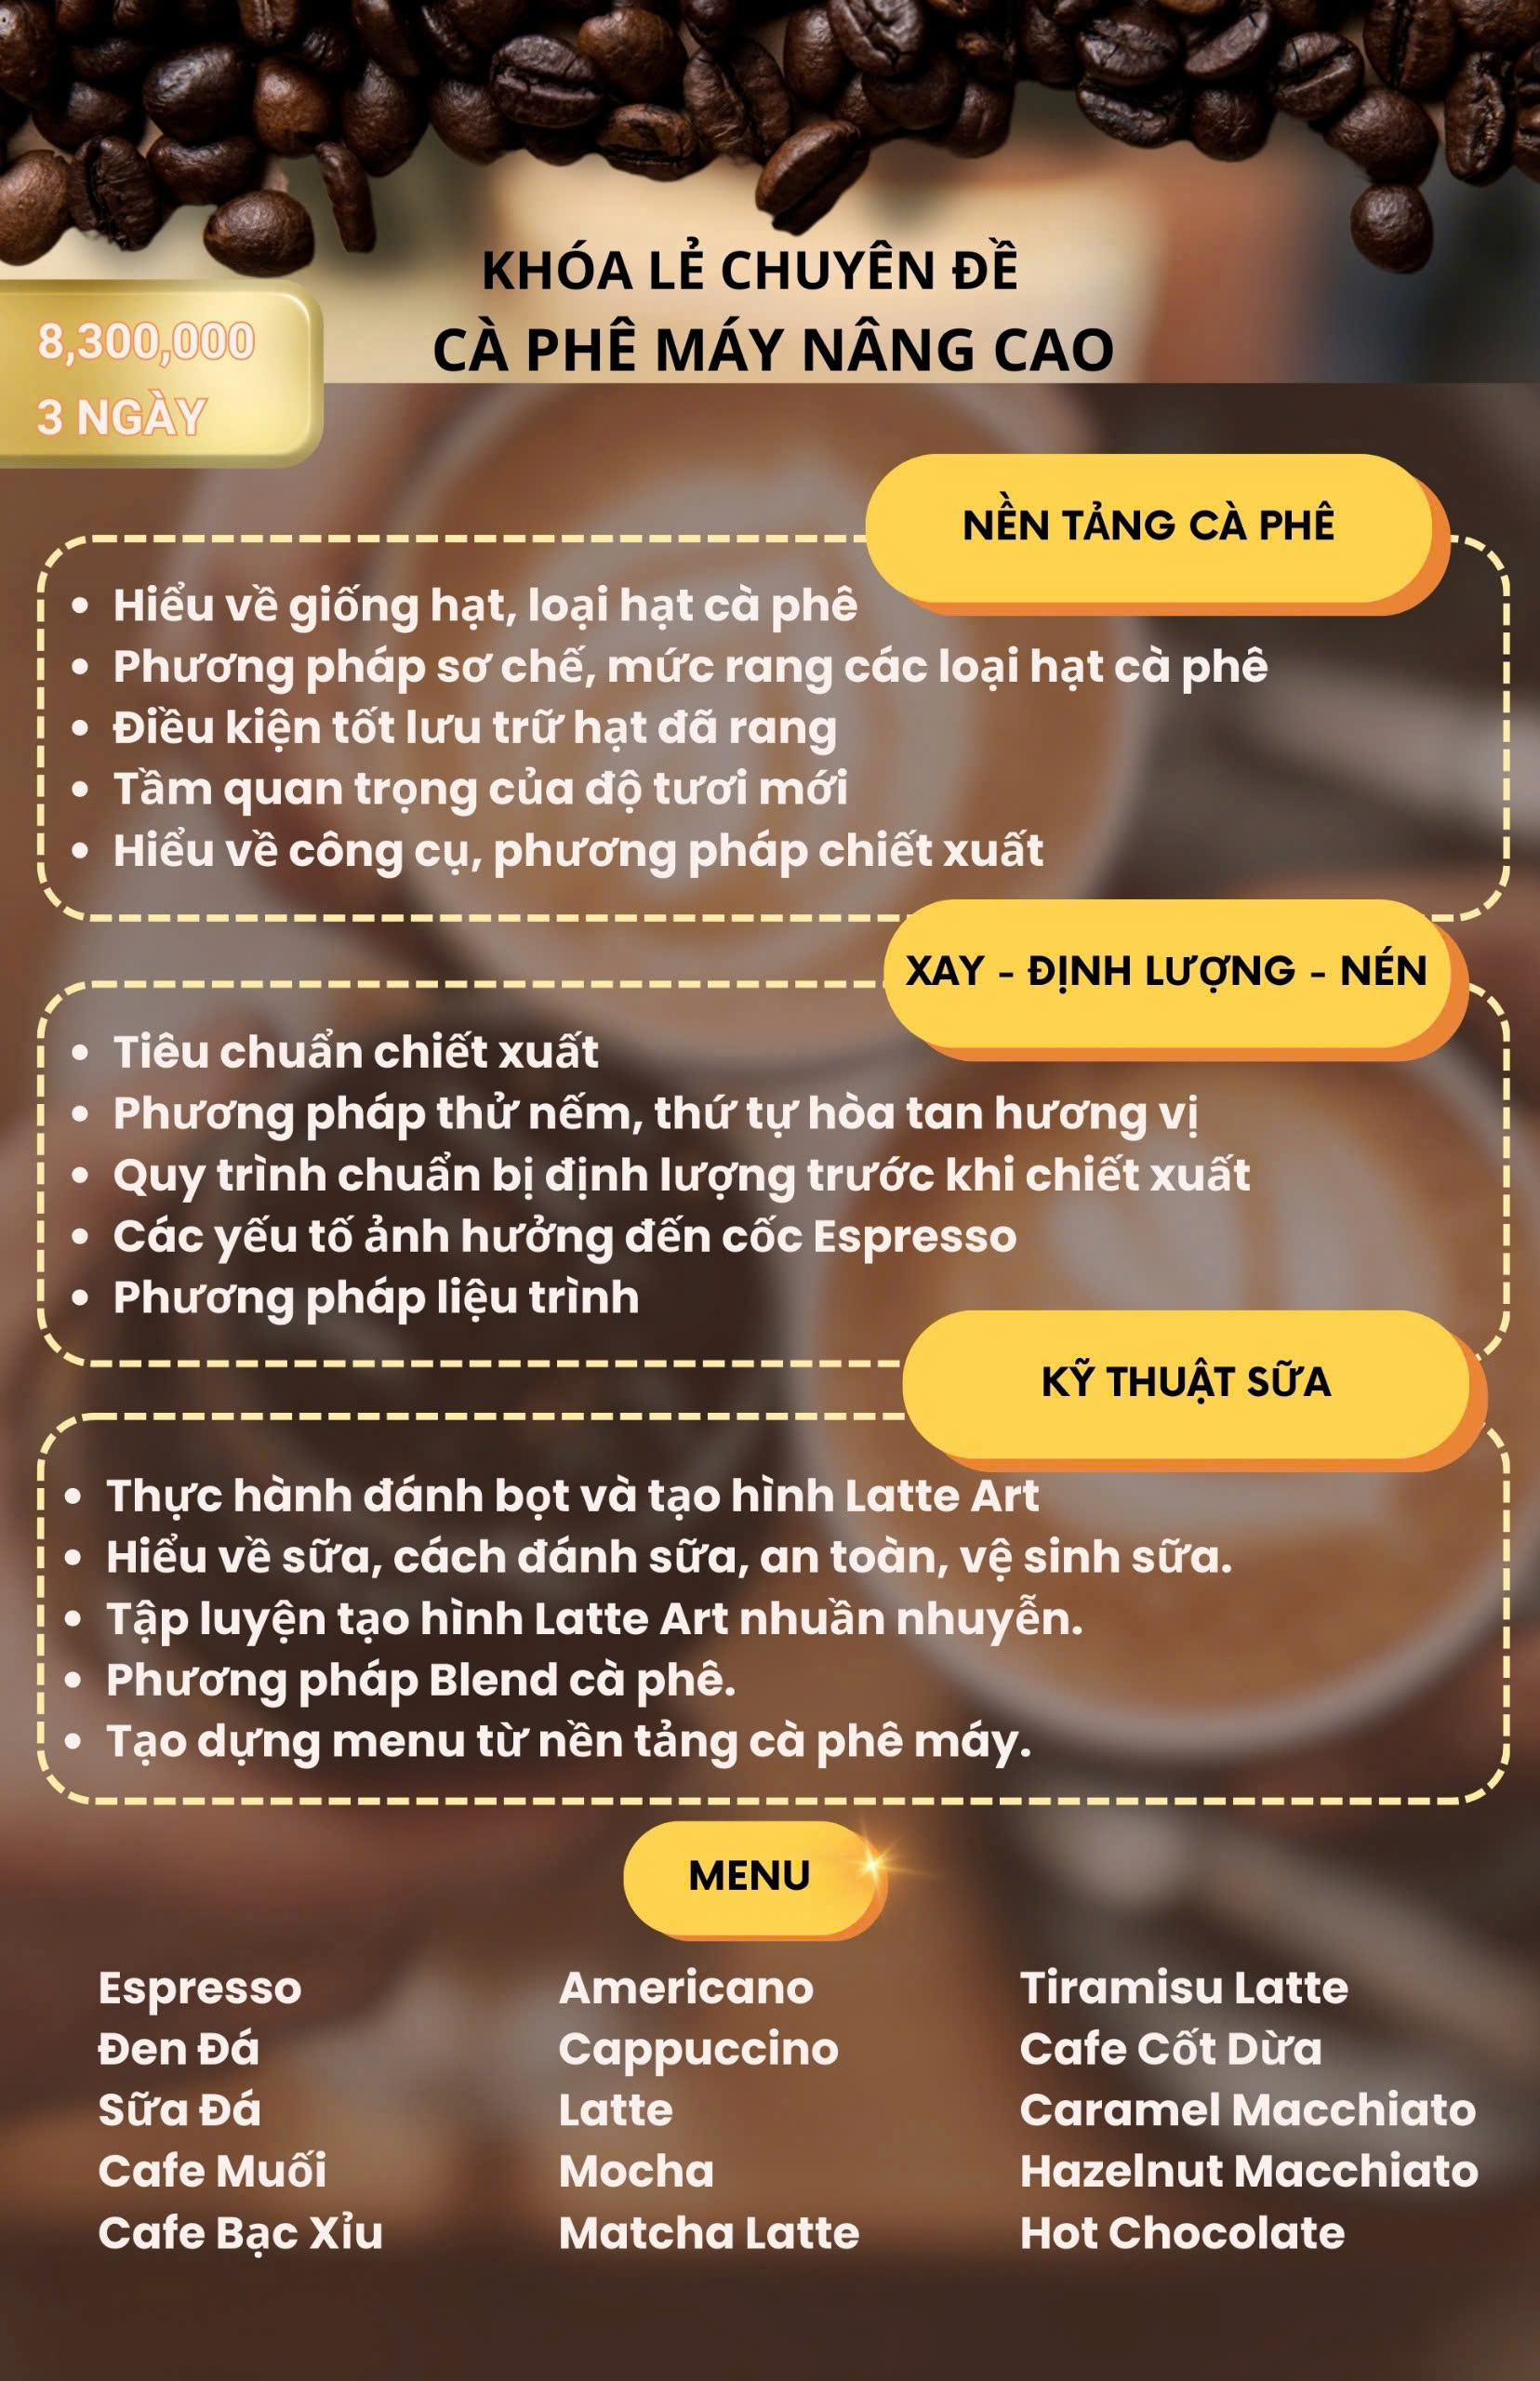 KHÓA LẺ CHUYÊN ĐỀ
CÀ PHÊ MÁY NÂNG CAO
8,300,000
3 NGÀY
NỀN TẢNG CÀ PHÊ
• Hiểu về giống hạt, loại hạt cà phê
• Phương pháp sơ chế, mức rang các loại hạt cà phê
• Điều kiện tốt lưu trữ hạt đã rang
• Tầm quan trọng của độ tươi mới
• Hiểu về công cụ, phương pháp chiết xuất
XAY - ĐỊNH LƯỢNG - NÉN
• Tiêu chuẩn chiết xuất
• Phương pháp thử nếm, thứ tự hòa tan hương vị
• Quy trình chuẩn bị định lượng trước khi chiết xuất
• Các yếu tố ảnh hưởng đến cốc Espresso
• Phương pháp liệu trình
KỸ THUẬT SỮA
• Thực hành đánh bọt và tạo hình Latte Art
• Hiểu về sữa, cách đánh sữa, an toàn, vệ sinh sữa.
• Tập luyện tạo hình Latte Art nhuần nhuyễn.
• Phương pháp Blend cà phê.
• Tạo dựng menu từ nền tảng cà phê máy.
MENU
Espresso
Đen Đá
Sữa Đá
Cafe Muối
Cafe Bạc Xỉu
Americano
Cappuccino
Latte
Mocha
Matcha Latte
Tiramisu Latte
Cafe Cốt Dừa
Caramel Macchiato
Hazelnut Macchiato
Hot Chocolate